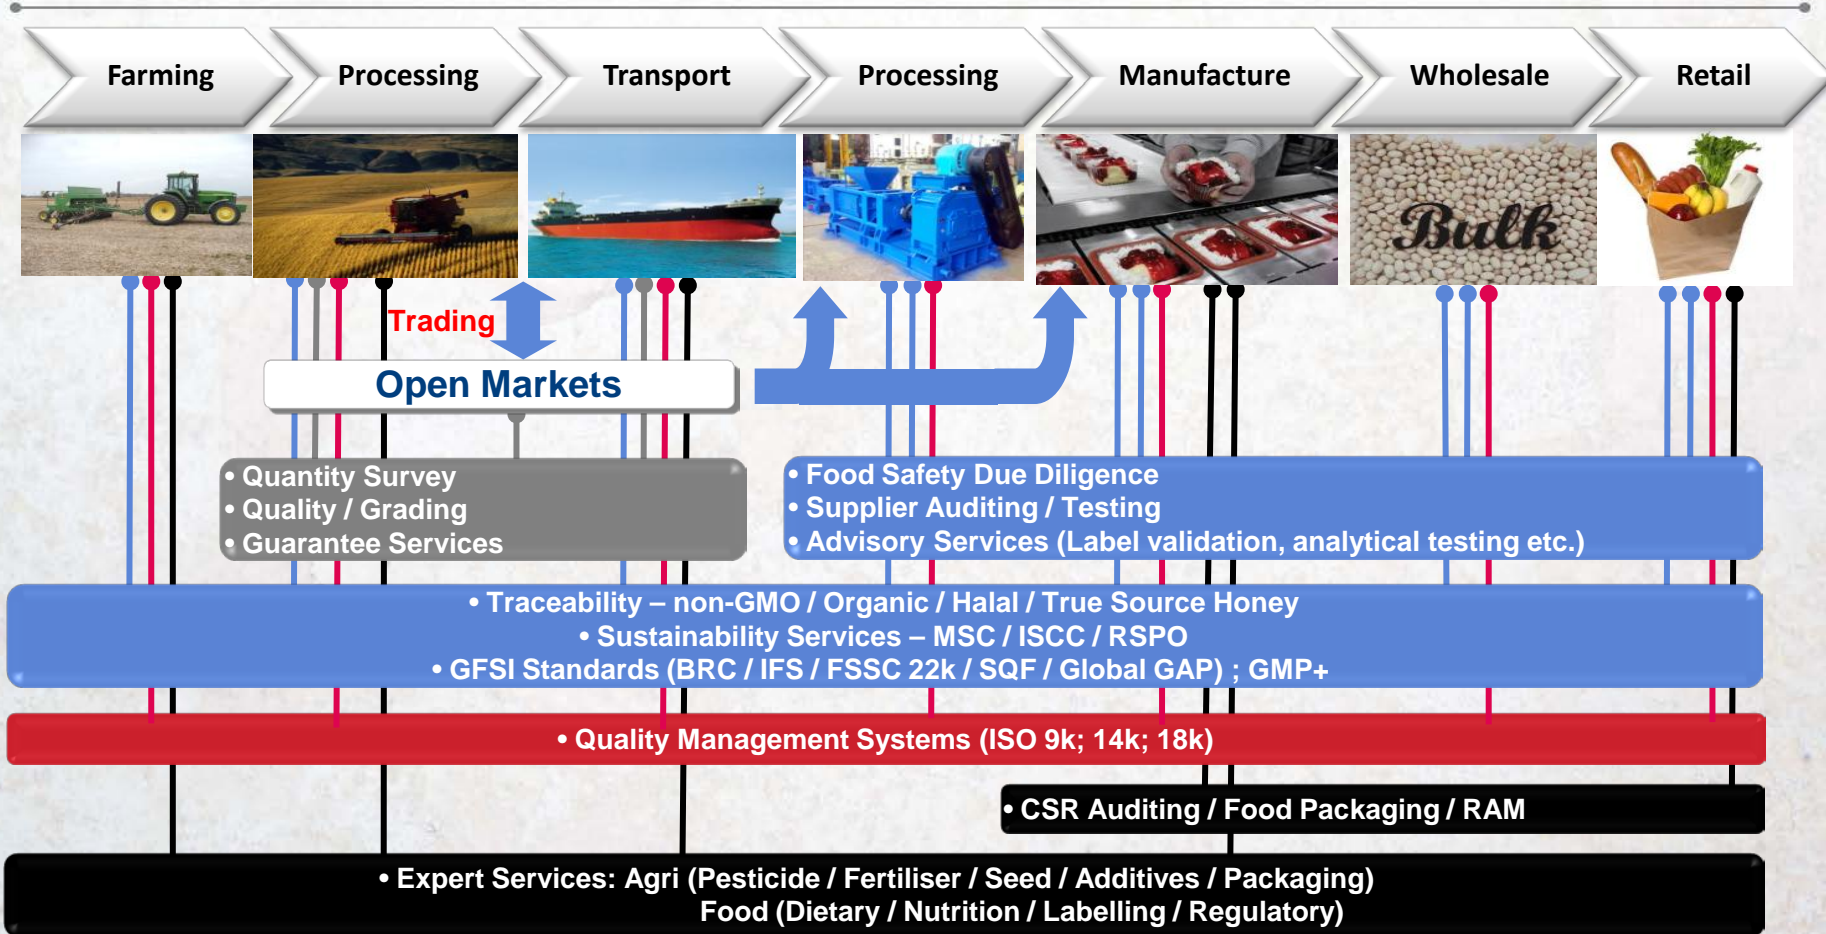 Farming
Processing
Transport
Processing
Manufacture
Wholesale
Retail
Bulk
Trading
Open Markets
• Quantity Survey
• Quality / Grading
• Guarantee Services
• Food Safety Due Diligence
• Supplier Auditing / Testing
• Advisory Services (Label validation, analytical testing etc.)
• Traceability – non-GMO / Organic / Halal / True Source Honey
• Sustainability Services – MSC / ISCC / RSPO
• GFSI Standards (BRC / IFS / FSSC 22k / SQF / Global GAP) ; GMP+
• Quality Management Systems (ISO 9k; 14k; 18k)
• CSR Auditing / Food Packaging / RAM
• Expert Services: Agri (Pesticide / Fertiliser / Seed / Additives / Packaging)
Food (Dietary / Nutrition / Labelling / Regulatory)